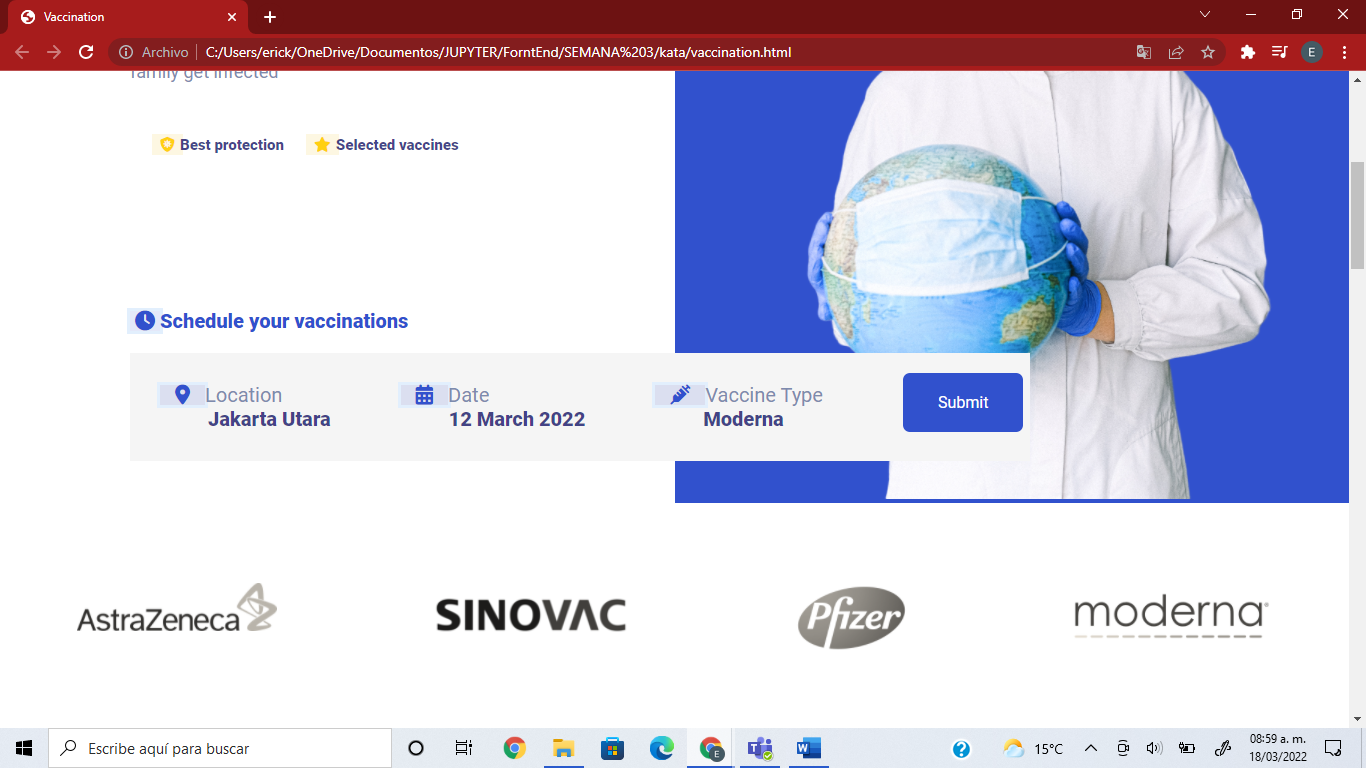 Vaccination
Archivo
C:/Users/erick/OneDrive/Documentos/JUPYTER/ForntEnd/SEMANA%203/kata/vaccination.html
E
family get infected
Best protection
Selected vaccines
Schedule your vaccinations
Location
Jakarta Utara
Date
12 March 2022
Vaccine Type
Moderna
Submit
AstraZeneca
SINOVAC
Pfizer
moderna
Escribe aquí para buscar
E
15°C
08:59 a. m.
18/03/2022